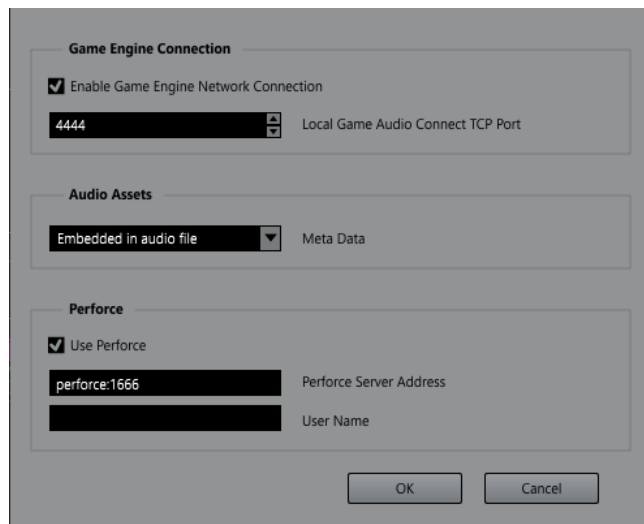 Game Engine Connection
Enable Game Engine Network Connection
4444 Local Game Audio Connect TCP Port
Audio Assets
Embedded in audio file Meta Data
Perforce
Use Perforce
perforce:1666 Perforce Server Address
User Name
OK Cancel